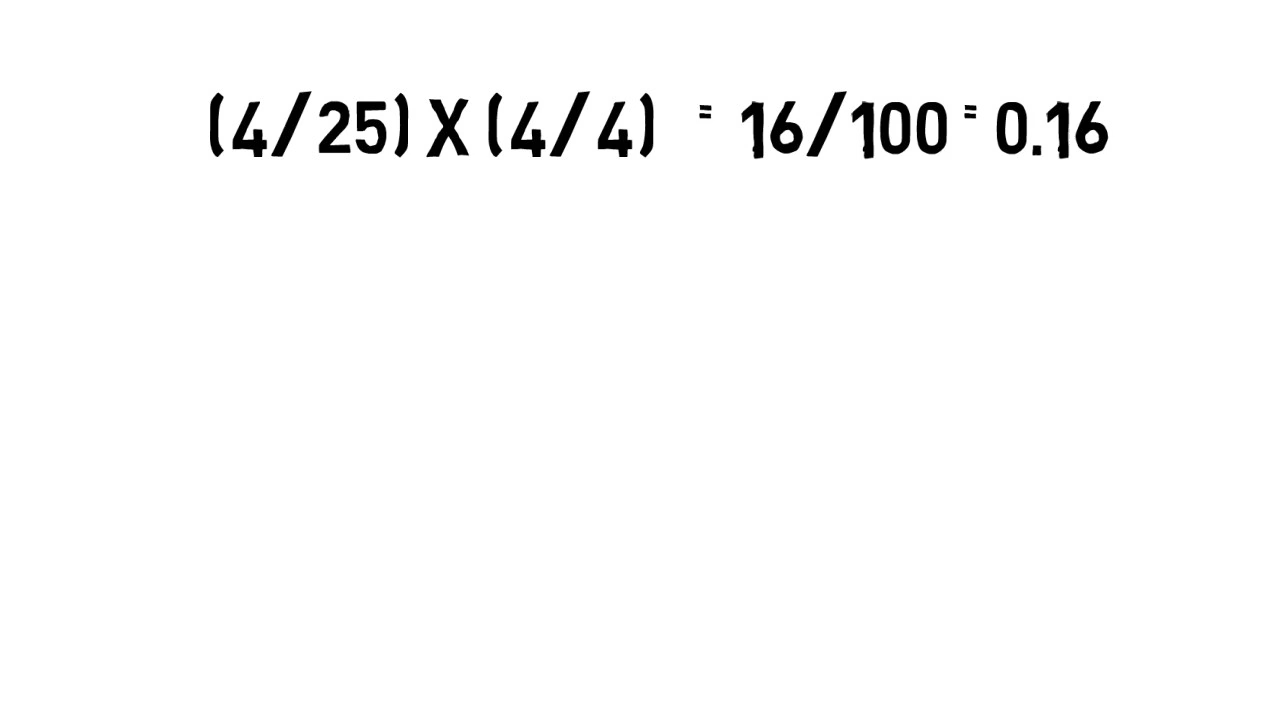 (4/25) X (4/4) = 16/100 = 0.16